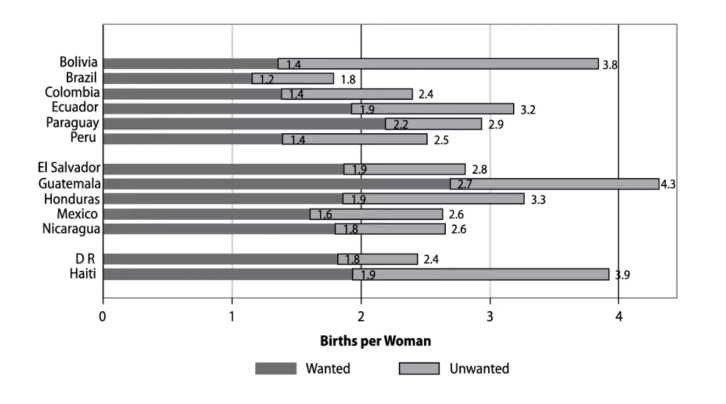 Bolivia 1.4 3.8
Brazil 1.2 1.8
Colombia 1.4 2.4
Ecuador 1.9 3.2
Paraguay 2.2 2.9
Peru 1.4 2.5
El Salvador 1.9 2.8
Guatemala 2.7 4.3
Honduras 1.9 3.3
Mexico 1.6 2.6
Nicaragua 1.8 2.6
D R 1.8 2.4
Haiti 1.9 3.9
0 1 2 3 4
Births per Woman
Wanted Unwanted